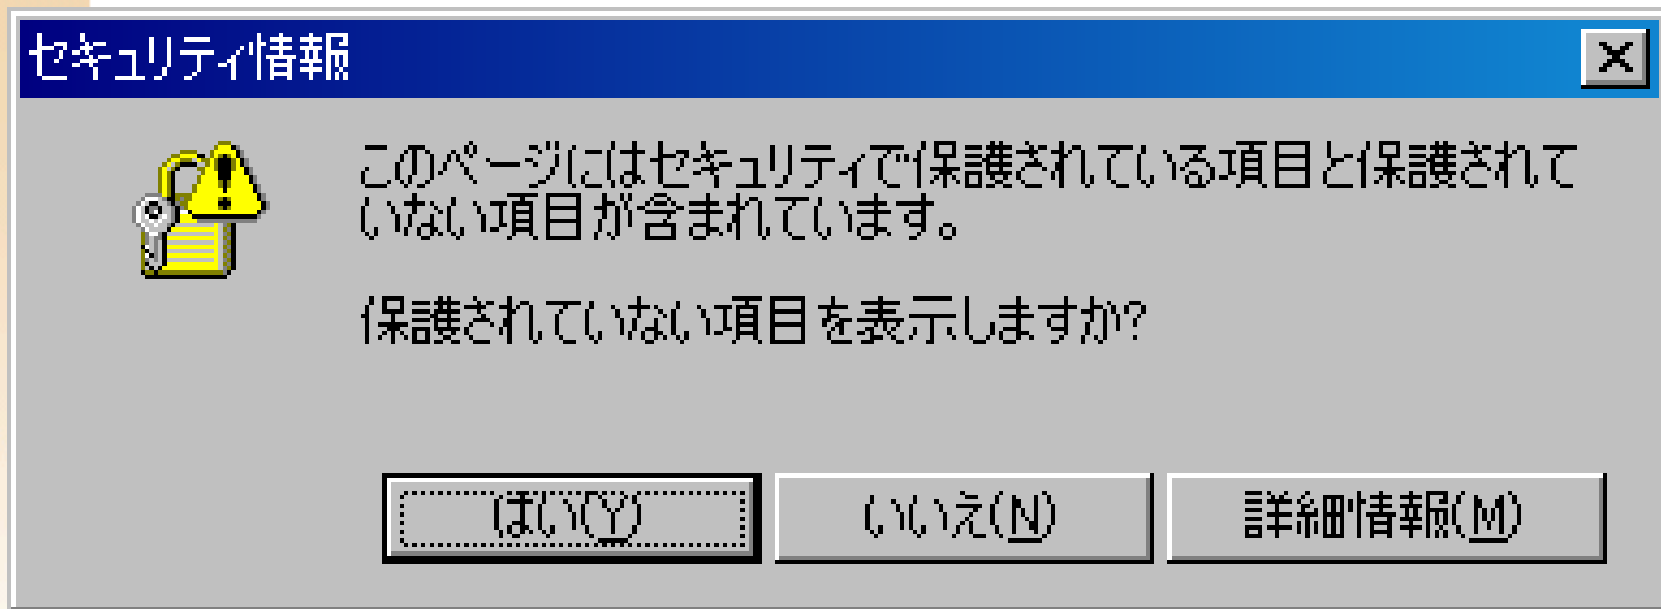 セキュリティ情報
このページにはセキュリティで保護されている項目と保護されて
いない項目が含まれています。
保護されていない項目を表示しますか?
はい(Y)
いいえ(N)
詳細情報(M)